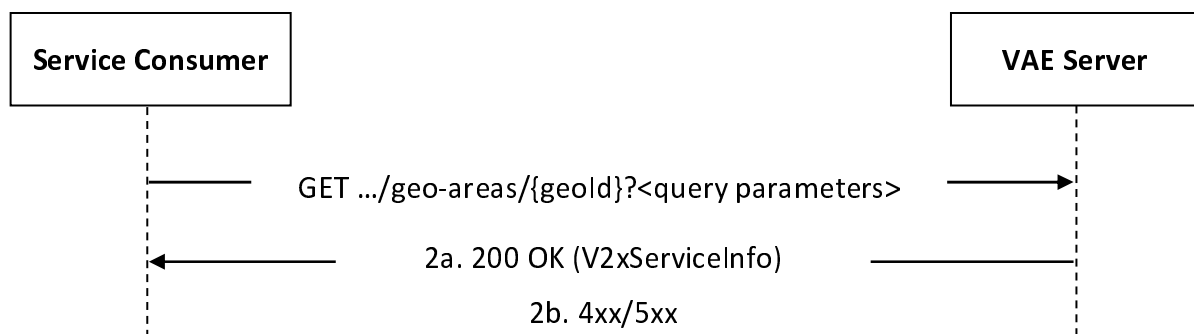 Service Consumer
VAE Server
GET …/geo-areas/{geoId}?<query parameters>
2a. 200 OK (V2xServiceInfo)
2b. 4xx/5xx